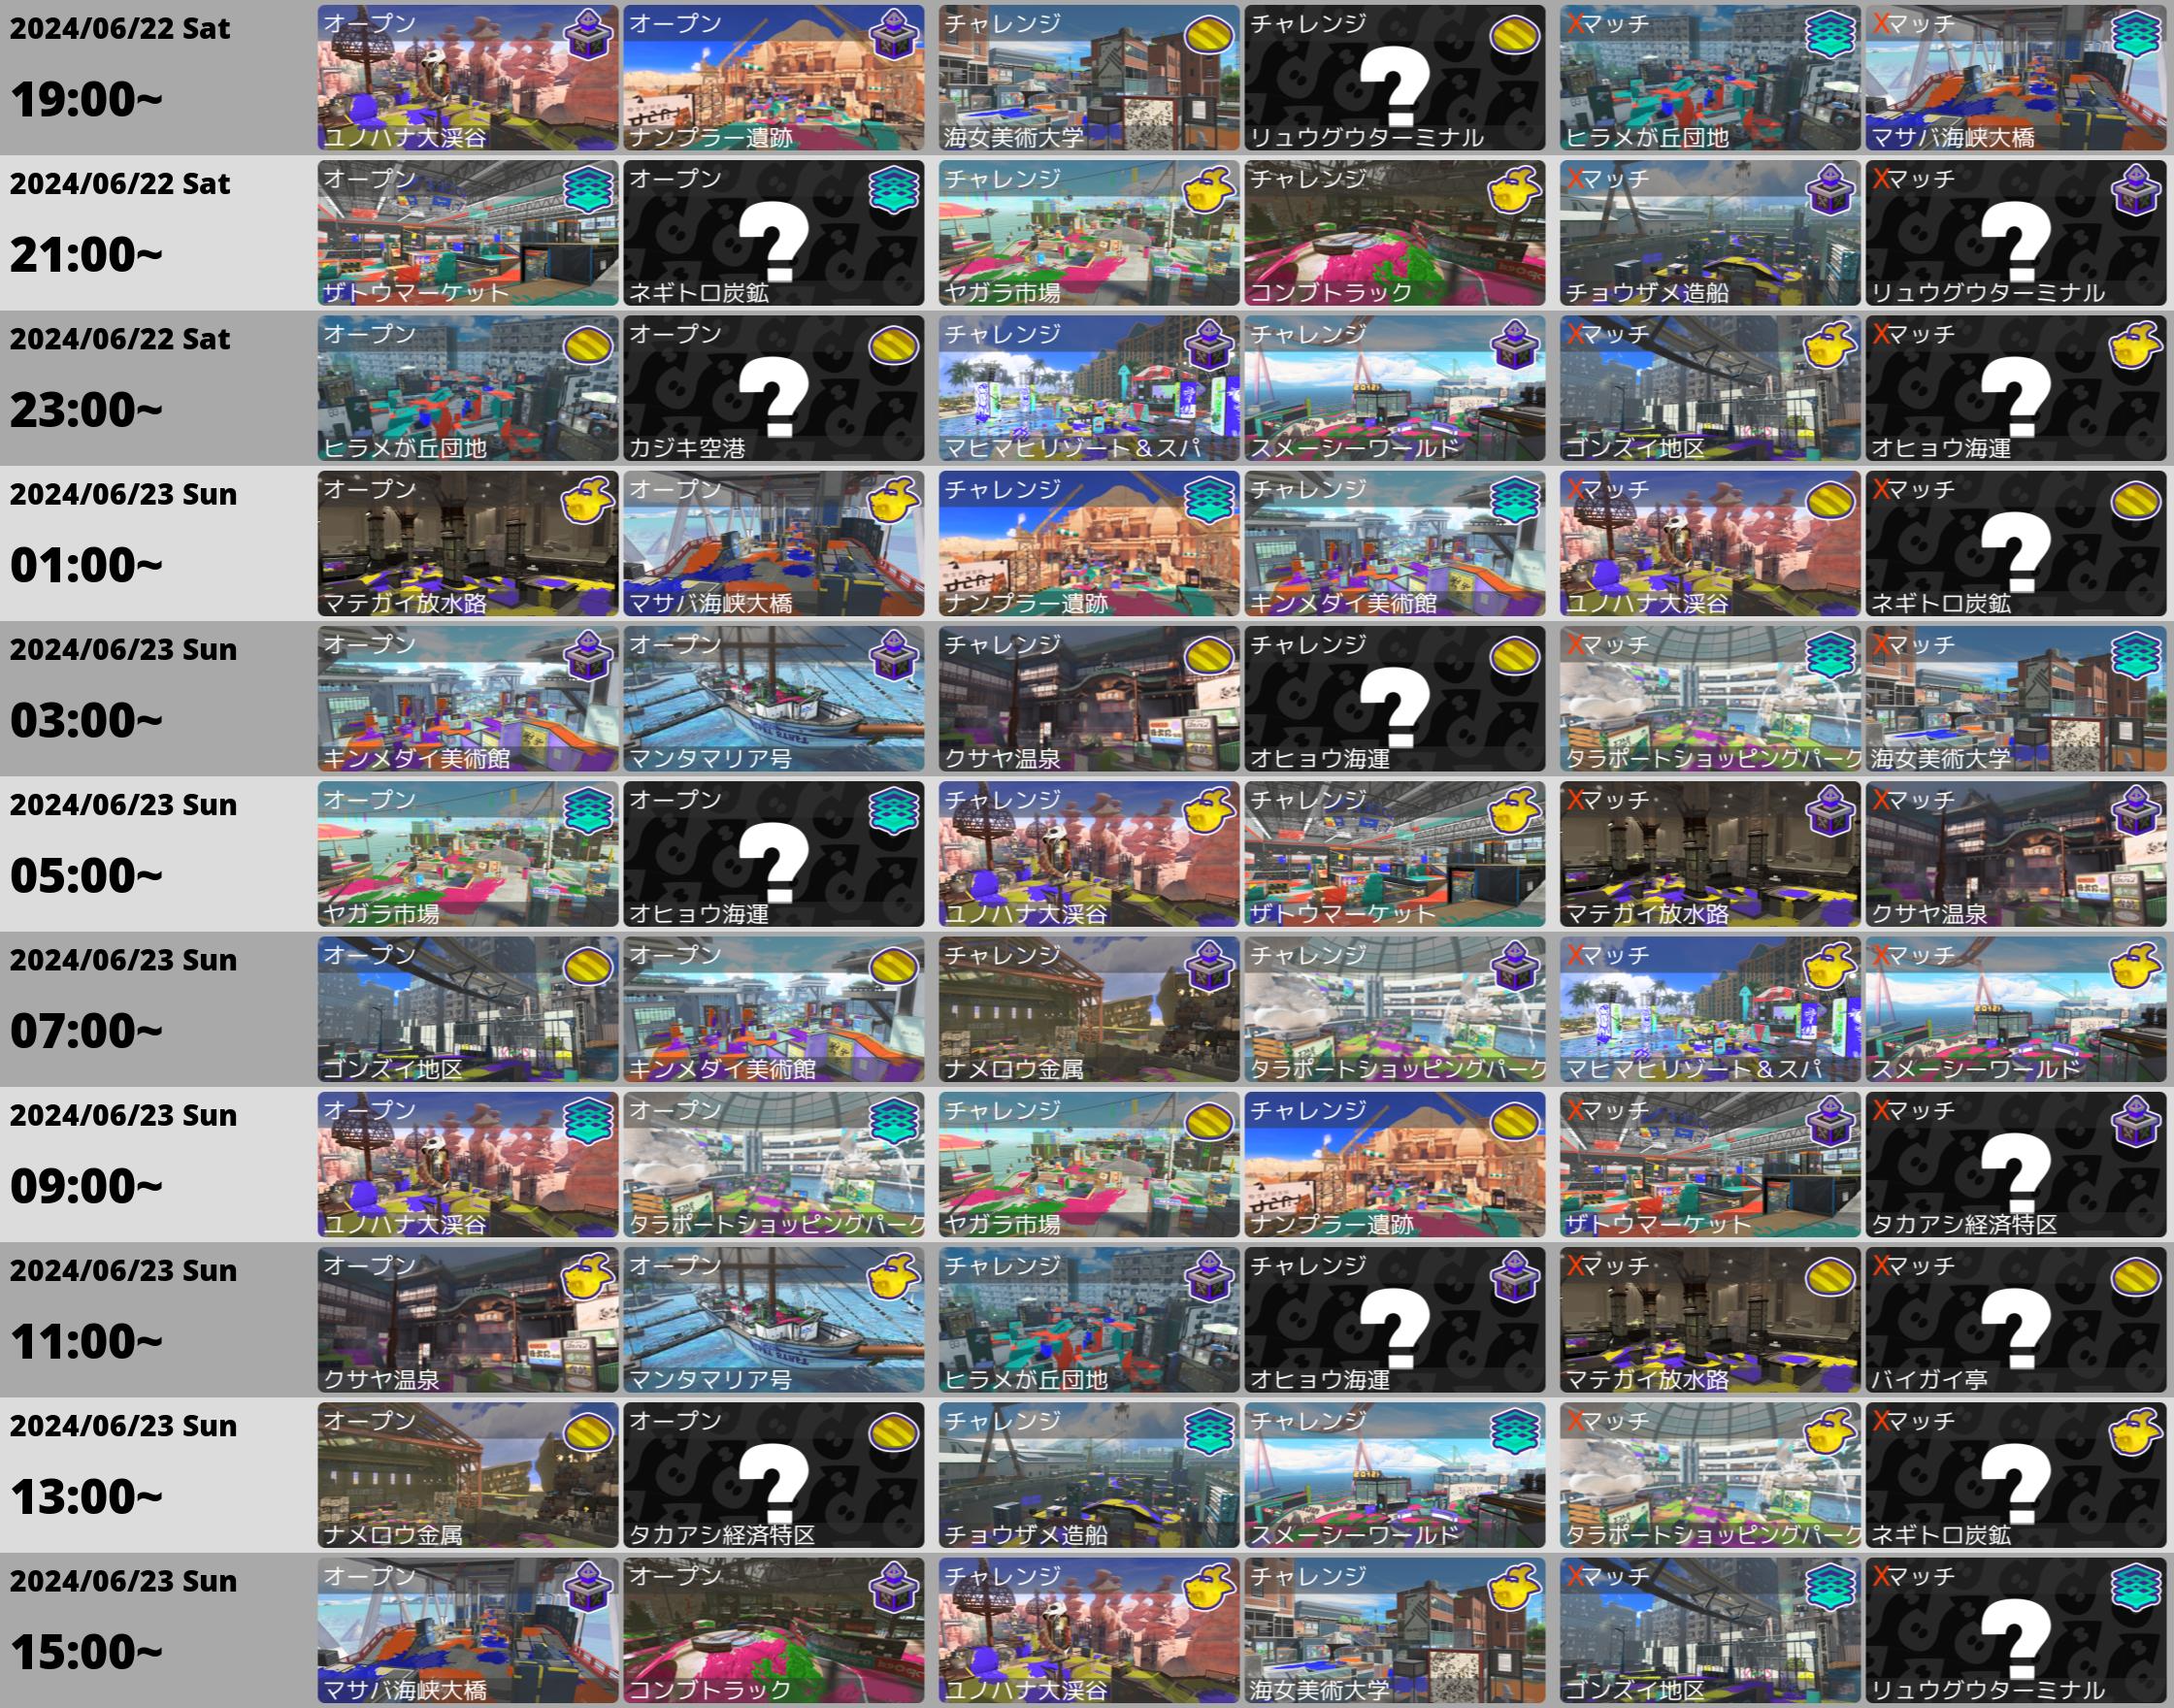 2024/06/22 Sat
19:00~
オープン
ユノハナ大渓谷
オープン
ナンプラー遺跡
チャレンジ
海女美術大学
チャレンジ
リュウグウターミナル
Xマッチ
ヒラメが丘団地
Xマッチ
マサバ海峡大橋
2024/06/22 Sat
21:00~
オープン
ザトウマーケット
オープン
ネギトロ炭鉱
チャレンジ
ヤガラ市場
チャレンジ
コンブトラック
Xマッチ
チョウザメ造船
Xマッチ
リュウグウターミナル
2024/06/22 Sat
23:00~
オープン
ヒラメが丘団地
オープン
カジキ空港
チャレンジ
マヒマヒリゾート＆スパ
チャレンジ
スメーシーワールド
Xマッチ
ゴンズイ地区
Xマッチ
オヒョウ海運
2024/06/23 Sun
01:00~
オープン
マテガイ放水路
オープン
マサバ海峡大橋
チャレンジ
ナンプラー遺跡
チャレンジ
キンメダイ美術館
Xマッチ
ユノハナ大渓谷
Xマッチ
ネギトロ炭鉱
2024/06/23 Sun
03:00~
オープン
キンメダイ美術館
オープン
マンタマリア号
チャレンジ
クサヤ温泉
チャレンジ
オヒョウ海運
Xマッチ
タラポートショッピングパーク
Xマッチ
海女美術大学
2024/06/23 Sun
05:00~
オープン
ヤガラ市場
オープン
オヒョウ海運
チャレンジ
ユノハナ大渓谷
チャレンジ
ザトウマーケット
Xマッチ
マテガイ放水路
Xマッチ
クサヤ温泉
2024/06/23 Sun
07:00~
オープン
ゴンズイ地区
オープン
キンメダイ美術館
チャレンジ
ナメロウ金属
チャレンジ
タラポートショッピングパーク
Xマッチ
マヒマヒリゾート＆スパ
Xマッチ
スメーシーワールド
2024/06/23 Sun
09:00~
オープン
ユノハナ大渓谷
オープン
タラポートショッピングパーク
チャレンジ
ヤガラ市場
チャレンジ
ナンプラー遺跡
Xマッチ
ザトウマーケット
Xマッチ
タカアシ経済特区
2024/06/23 Sun
11:00~
オープン
クサヤ温泉
オープン
マンタマリア号
チャレンジ
ヒラメが丘団地
チャレンジ
オヒョウ海運
Xマッチ
マテガイ放水路
Xマッチ
バイガイ亭
2024/06/23 Sun
13:00~
オープン
ナメロウ金属
オープン
タカアシ経済特区
チャレンジ
チョウザメ造船
チャレンジ
スメーシーワールド
Xマッチ
タラポートショッピングパーク
Xマッチ
ネギトロ炭鉱
2024/06/23 Sun
15:00~
オープン
マサバ海峡大橋
オープン
コンブトラック
チャレンジ
ユノハナ大渓谷
チャレンジ
海女美術大学
Xマッチ
ゴンズイ地区
Xマッチ
リュウグウターミナル